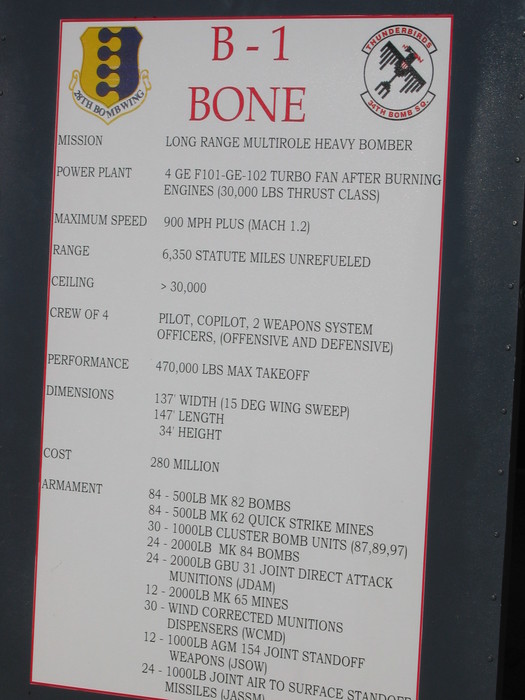 28TH BOMB WING
B-1
BONE
THUNDERBIRDS
34TH BOMB SQ.
MISSION LONG RANGE MULTIROLE HEAVY BOMBER
POWER PLANT 4 GE F101-GE-102 TURBO FAN AFTER BURNING
ENGINES (30,000 LBS THRUST CLASS)
MAXIMUM SPEED 900 MPH PLUS (MACH 1.2)
RANGE 6,350 STATUTE MILES UNREFUELED
CEILING > 30,000
CREW OF 4 PILOT, COPILOT, 2 WEAPONS SYSTEM
OFFICERS, (OFFENSIVE AND DEFENSIVE)
PERFORMANCE 470,000 LBS MAX TAKEOFF
DIMENSIONS 137' WIDTH (15 DEG WING SWEEP)
147' LENGTH
34' HEIGHT
COST 280 MILLION
ARMAMENT 84 - 500LB MK 82 BOMBS
84 - 500LB MK 62 QUICK STRIKE MINES
30 - 1000LB CLUSTER BOMB UNITS (87,89,97)
24 - 2000LB MK 84 BOMBS
24 - 2000LB GBU 31 JOINT DIRECT ATTACK
MUNITIONS (JDAM)
12 - 2000LB MK 65 MINES
30 - WIND CORRECTED MUNITIONS
DISPENSERS (WCMD)
12 - 1000LB AGM 154 JOINT STANDOFF
WEAPONS (JSOW)
24 - 1000LB JOINT AIR TO SURFACE STANDOFF
MISSILES (JASSM)